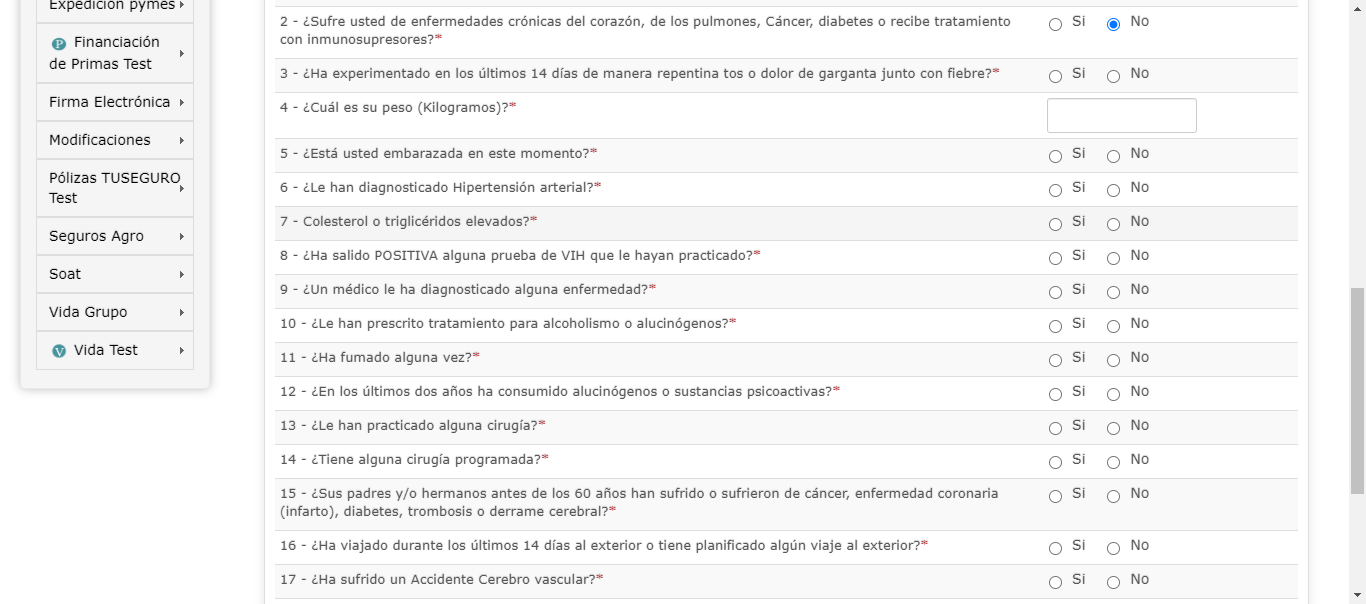 Expedición pymes
Financiación
de Primas Test
Firma Electrónica
Modificaciones
Pólizas TUSEGURO
Test
Seguros Agro
Soat
Vida Grupo
V Vida Test
2 - ¿Sufre usted de enfermedades crónicas del corazón, de los pulmones, Cáncer, diabetes o recibe tratamiento
con inmunosupresores?* Si No
3 - ¿Ha experimentado en los últimos 14 días de manera repentina tos o dolor de garganta junto con fiebre?* Si No
4 - ¿Cuál es su peso (Kilogramos)?*
5 - ¿Está usted embarazada en este momento?* Si No
6 - ¿Le han diagnosticado Hipertensión arterial?* Si No
7 - Colesterol o triglicéridos elevados?* Si No
8 - ¿Ha salido POSITIVA alguna prueba de VIH que le hayan practicado?* Si No
9 - ¿Un médico le ha diagnosticado alguna enfermedad?* Si No
10 - ¿Le han prescrito tratamiento para alcoholismo o alucinógenos?* Si No
11 - ¿Ha fumado alguna vez?* Si No
12 - ¿En los últimos dos años ha consumido alucinógenos o sustancias psicoactivas?* Si No
13 - ¿Le han practicado alguna cirugía?* Si No
14 - ¿Tiene alguna cirugía programada?* Si No
15 - ¿Sus padres y/o hermanos antes de los 60 años han sufrido o sufrieron de cáncer, enfermedad coronaria
(infarto), diabetes, trombosis o derrame cerebral?* Si No
16 - ¿Ha viajado durante los últimos 14 días al exterior o tiene planificado algún viaje al exterior?* Si No
17 - ¿Ha sufrido un Accidente Cerebro vascular?* Si No